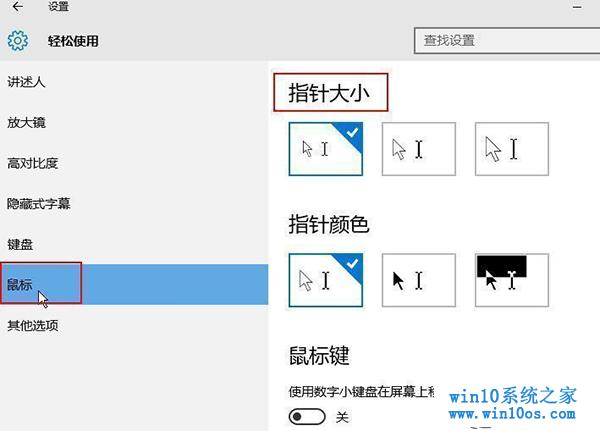 设置
轻松使用
查找设置
讲述人
放大镜
高对比度
隐藏式字幕
键盘
鼠标
其他选项
指针大小
指针颜色
鼠标键
使用数字小键盘在屏幕上移
关
win10系统之家
www.win10os.com